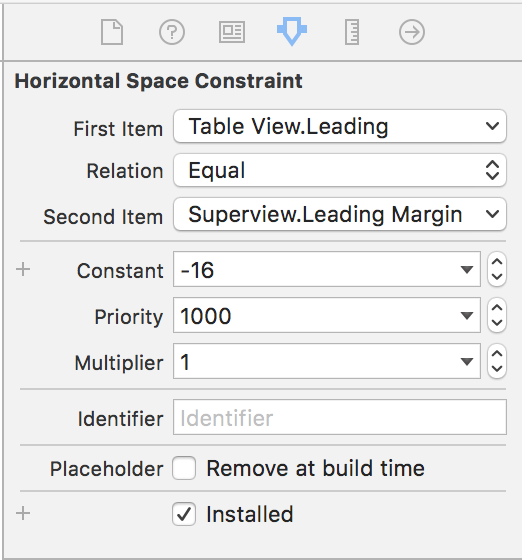 Horizontal Space Constraint
First Item Table View.Leading
Relation Equal
Second Item Superview.Leading Margin
Constant -16
Priority 1000
Multiplier 1
Identifier Identifier
Placeholder Remove at build time
Installed